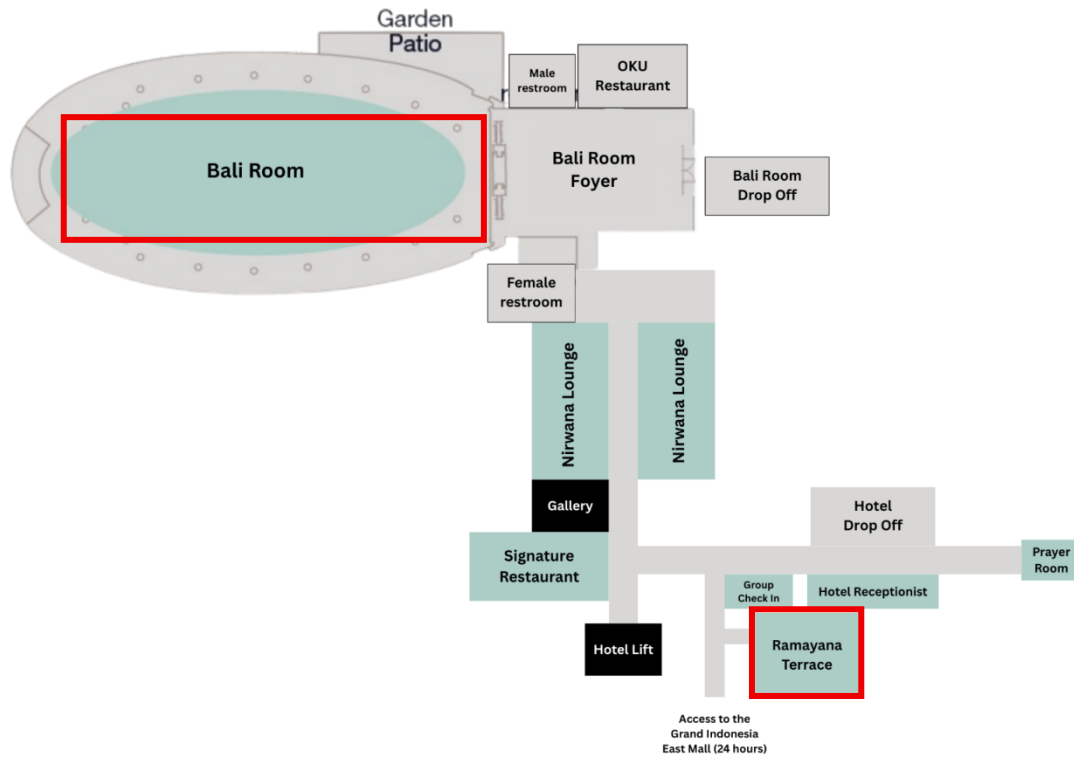 Garden
Patio
Male
restroom
OKU
Restaurant
Bali Room
Bali Room
Foyer
Bali Room
Drop Off
Female
restroom
Nirwana Lounge
Nirwana Lounge
Gallery
Hotel
Drop Off
Signature
Restaurant
Prayer
Room
Group
Check In
Hotel Receptionist
Hotel Lift
Ramayana
Terrace
Access to the
Grand Indonesia
East Mall (24 hours)